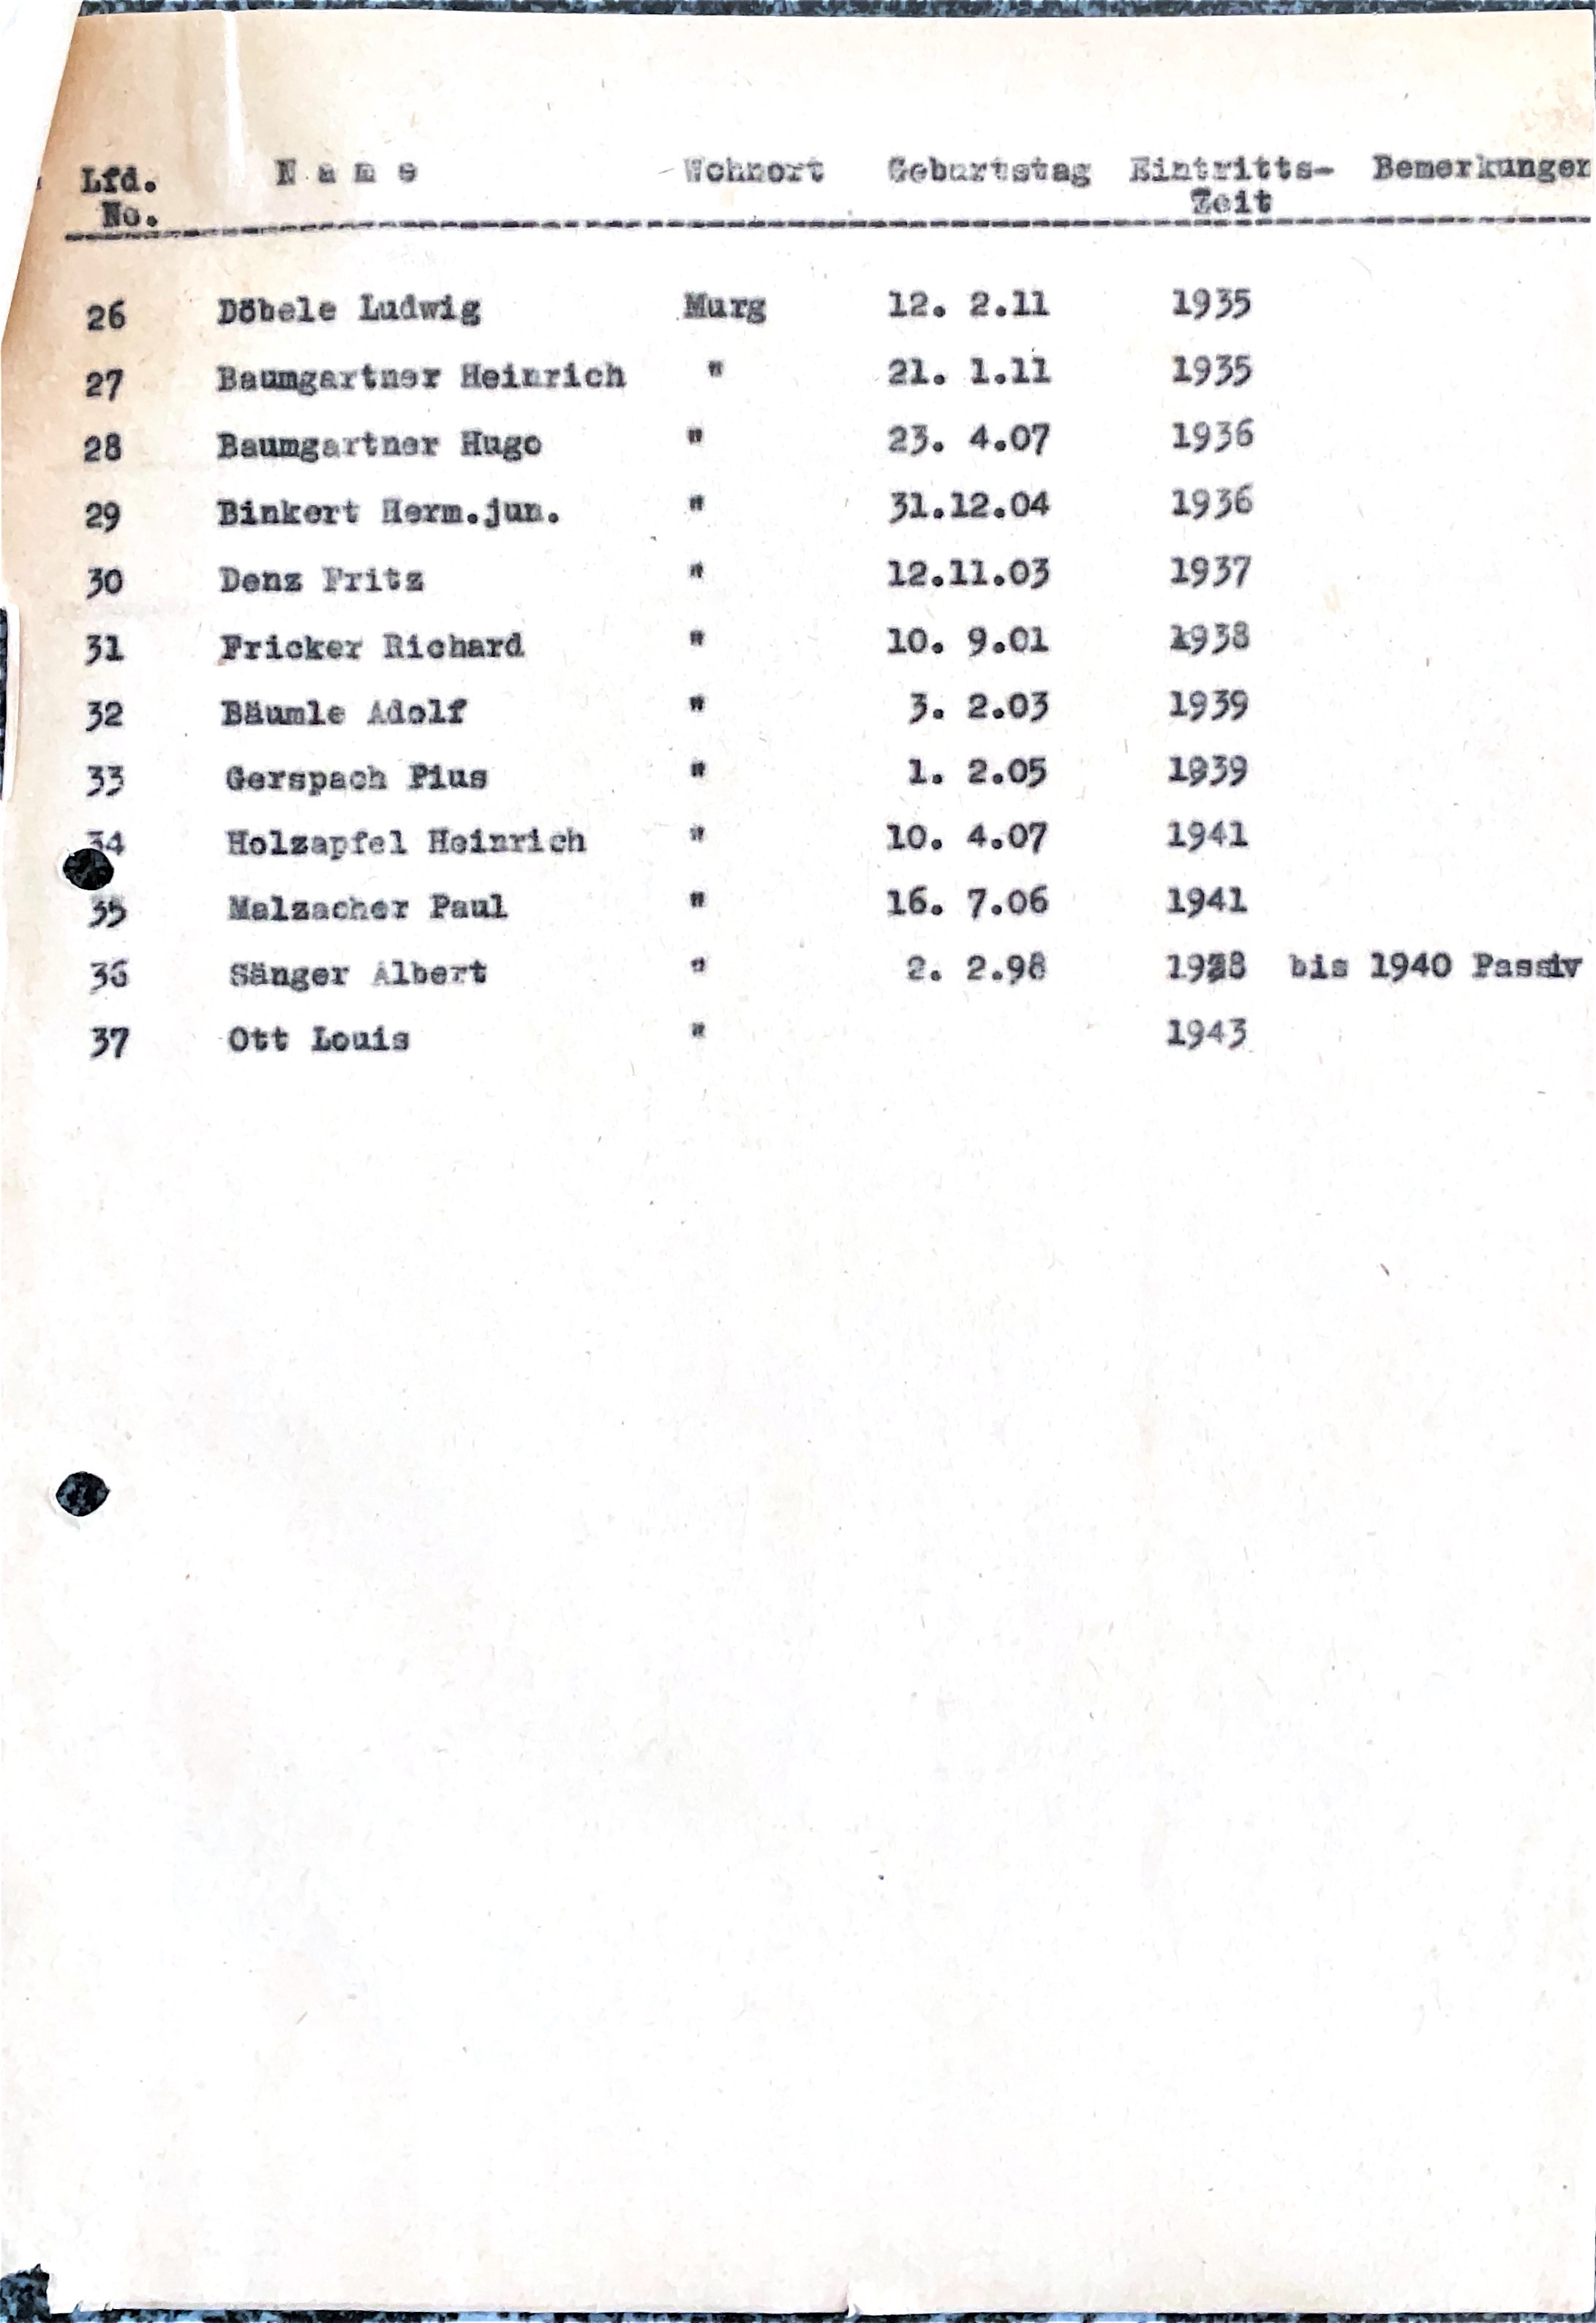 Lfd. No. N a m e Wohnort Geburtstag Eintritts-Zeit Bemerkungen
26 Döbele Ludwig Murg 12. 2.11 1935
27 Baumgartner Heinrich " 21. 1.11 1935
28 Baumgartner Hugo " 23. 4.07 1936
29 Binkert Herm.jun. " 31.12.04 1936
30 Denz Fritz " 12.11.03 1937
31 Fricker Richard " 10. 9.01 1938
32 Bäumle Adolf " 3. 2.03 1939
33 Gerspach Pius " 1. 2.05 1939
34 Holzapfel Heinrich " 10. 4.07 1941
35 Malzacher Paul " 16. 7.06 1941
36 Sänger Albert " 2. 2.98 bis 1940 Passiv
37 Ott Louis " 1943